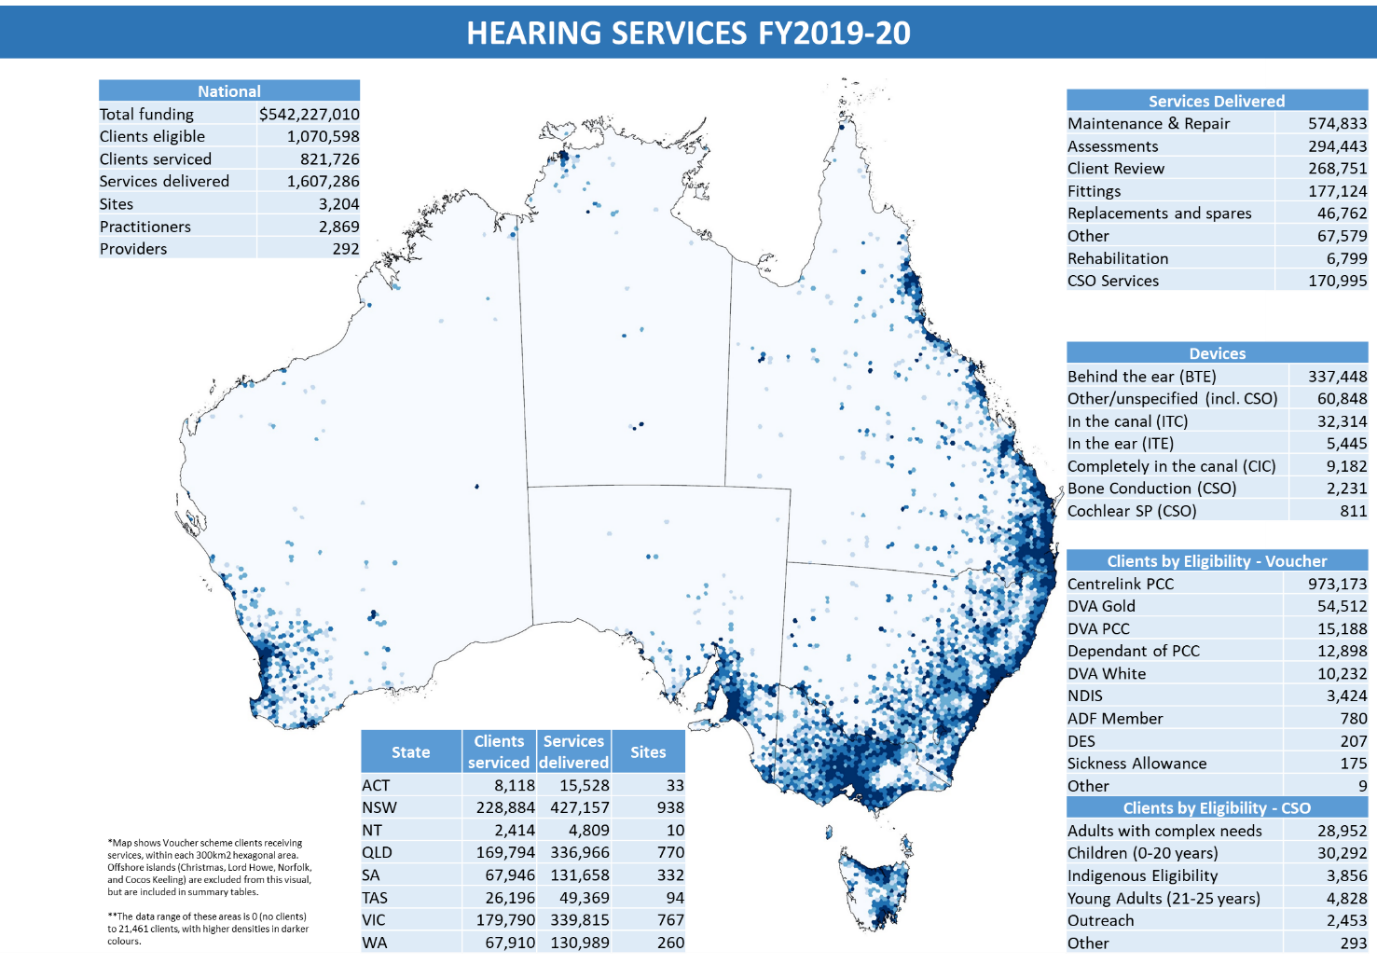 HEARING SERVICES FY2019-20
National
Total funding $542,227,010
Clients eligible 1,070,598
Clients serviced 821,726
Services delivered 1,607,286
Sites 3,204
Practitioners 2,869
Providers 292
Services Delivered
Maintenance & Repair 574,833
Assessments 294,443
Client Review 268,751
Fittings 177,124
Replacements and spares 46,762
Other 67,579
Rehabilitation 6,799
CSO Services 170,995
Devices
Behind the ear (BTE) 337,448
Other/unspecified (incl. CSO) 60,848
In the canal (ITC) 32,314
In the ear (ITE) 5,445
Completely in the canal (CIC) 9,182
Bone Conduction (CSO) 2,231
Cochlear SP (CSO) 811
Clients by Eligibility - Voucher
Centrelink PCC 973,173
DVA Gold 54,512
DVA PCC 15,188
Dependant of PCC 12,898
DVA White 10,232
NDIS 3,424
ADF Member 780
DES 207
Sickness Allowance 175
Other 9
Clients by Eligibility - CSO
Adults with complex needs 28,952
Children (0-20 years) 30,292
Indigenous Eligibility 3,856
Young Adults (21-25 years) 4,828
Outreach 2,453
Other 293
State Clients serviced Services delivered Sites
ACT 8,118 15,528 33
NSW 228,884 427,157 938
NT 2,414 4,809 10
QLD 169,794 336,966 770
SA 67,946 131,658 332
TAS 26,196 49,369 94
VIC 179,790 339,815 767
WA 67,910 130,989 260
*Map shows Voucher scheme clients receiving
services, within each 300km2 hexagonal area.
Offshore islands (Christmas, Lord Howe, Norfolk,
and Cocos Keeling) are excluded from this visual,
but are included in summary tables.
**The data range of these areas is 0 (no clients)
to 21,461 clients, with higher densities in darker
colours.